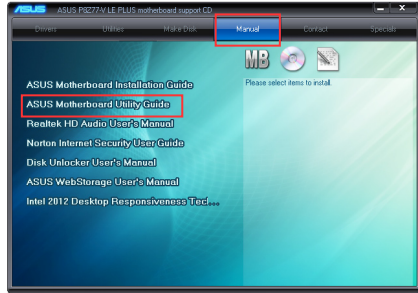 ASUS ASUS P8Z77-V LE PLUS motherboard support CD
Drivers Utilities Make Disk Manual Contact Specials
MB
Please select items to install.
ASUS Motherboard Installation Guide
ASUS Motherboard Utility Guide
Realtek HD Audio User's Manual
Norton Internet Security User Guide
Disk Unlocker User's Manual
ASUS WebStorage User's Manual
Intel 2012 Desktop Responsiveness Tecl...